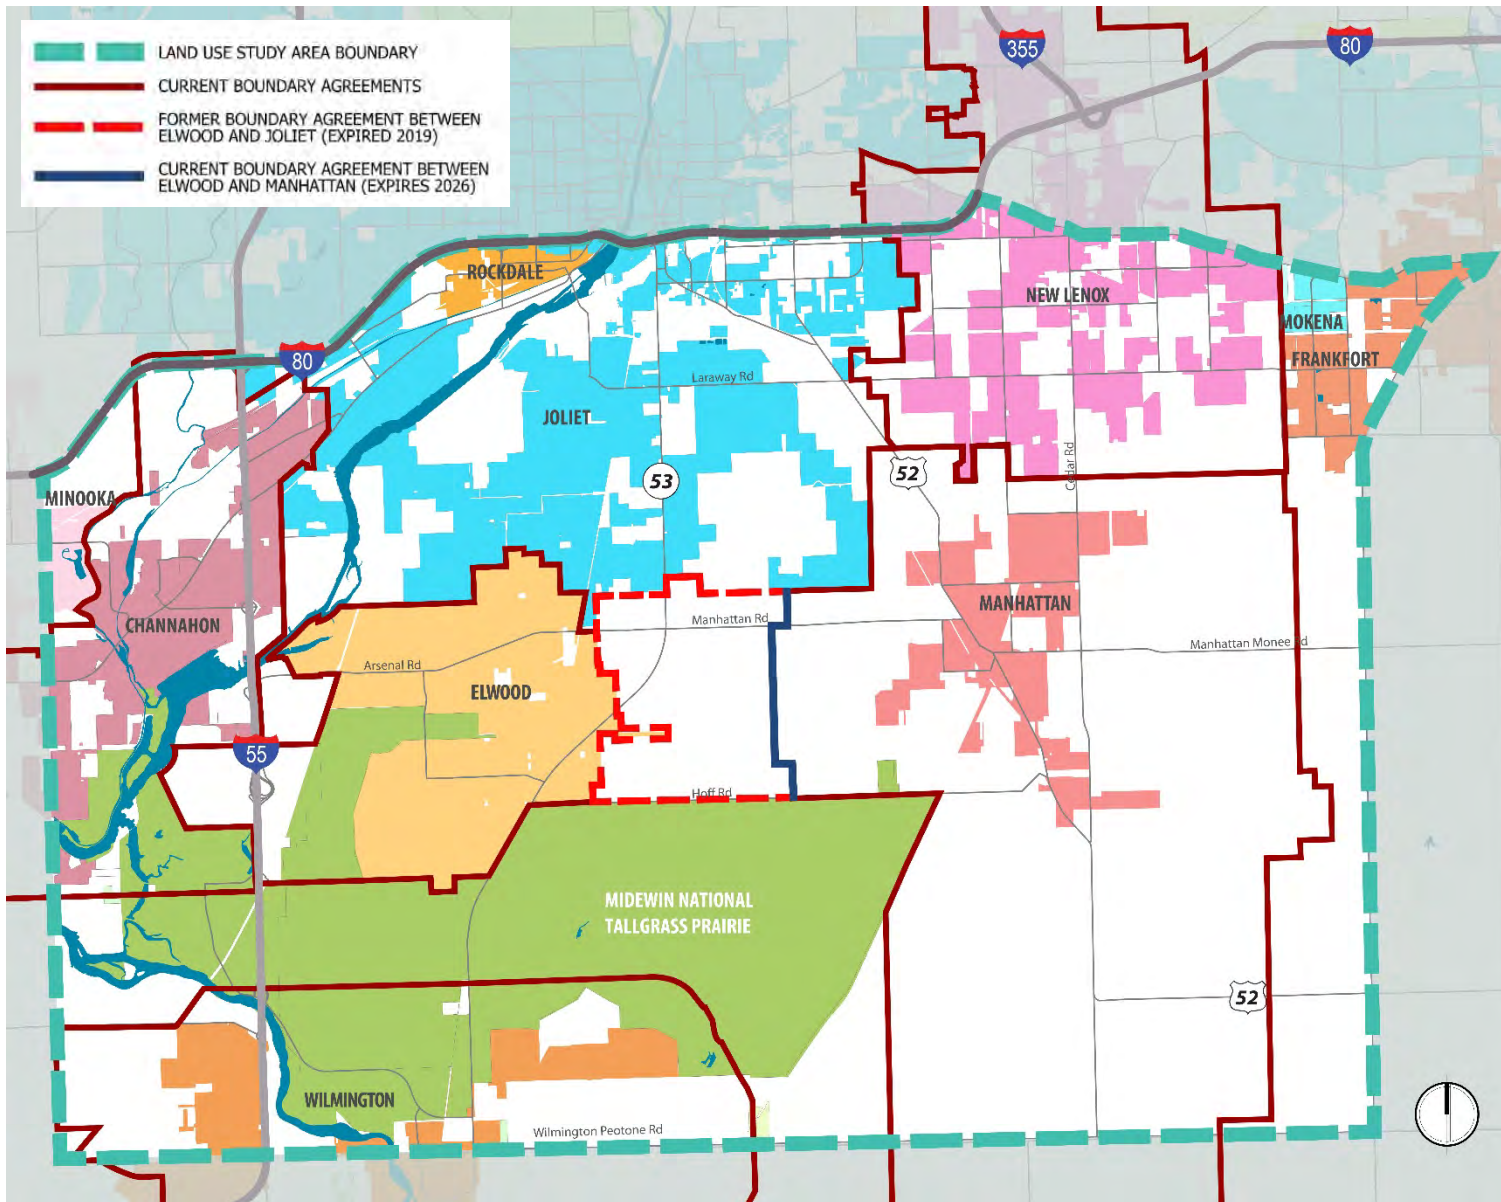 LAND USE STUDY AREA BOUNDARY
CURRENT BOUNDARY AGREEMENTS
FORMER BOUNDARY AGREEMENT BETWEEN
ELWOOD AND JOLIET (EXPIRED 2019)
CURRENT BOUNDARY AGREEMENT BETWEEN
ELWOOD AND MANHATTAN (EXPIRES 2026)
355
80
ROCKDALE
NEW LENOX
MOKENA
FRANKFORT
80
Laraway Rd
JOLIET
Cedar Rd
53
52
MINOOKA
CHANNAHON
MANHATTAN
Manhattan Rd
Manhattan Monee Rd
Arsenal Rd
ELWOOD
55
Hoff Rd
MIDEWIN NATIONAL
TALLGRASS PRAIRIE
52
WILMINGTON
Wilmington Peotone Rd